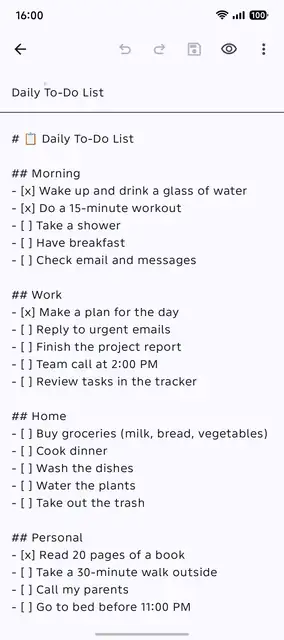 16:00
100
Daily To-Do List
# 📋 Daily To-Do List
## Morning
- [x] Wake up and drink a glass of water
- [x] Do a 15-minute workout
- [ ] Take a shower
- [ ] Have breakfast
- [ ] Check email and messages
## Work
- [x] Make a plan for the day
- [ ] Reply to urgent emails
- [ ] Finish the project report
- [ ] Team call at 2:00 PM
- [ ] Review tasks in the tracker
## Home
- [ ] Buy groceries (milk, bread, vegetables)
- [ ] Cook dinner
- [ ] Wash the dishes
- [ ] Water the plants
- [ ] Take out the trash
## Personal
- [x] Read 20 pages of a book
- [ ] Take a 30-minute walk outside
- [ ] Call my parents
- [ ] Go to bed before 11:00 PM